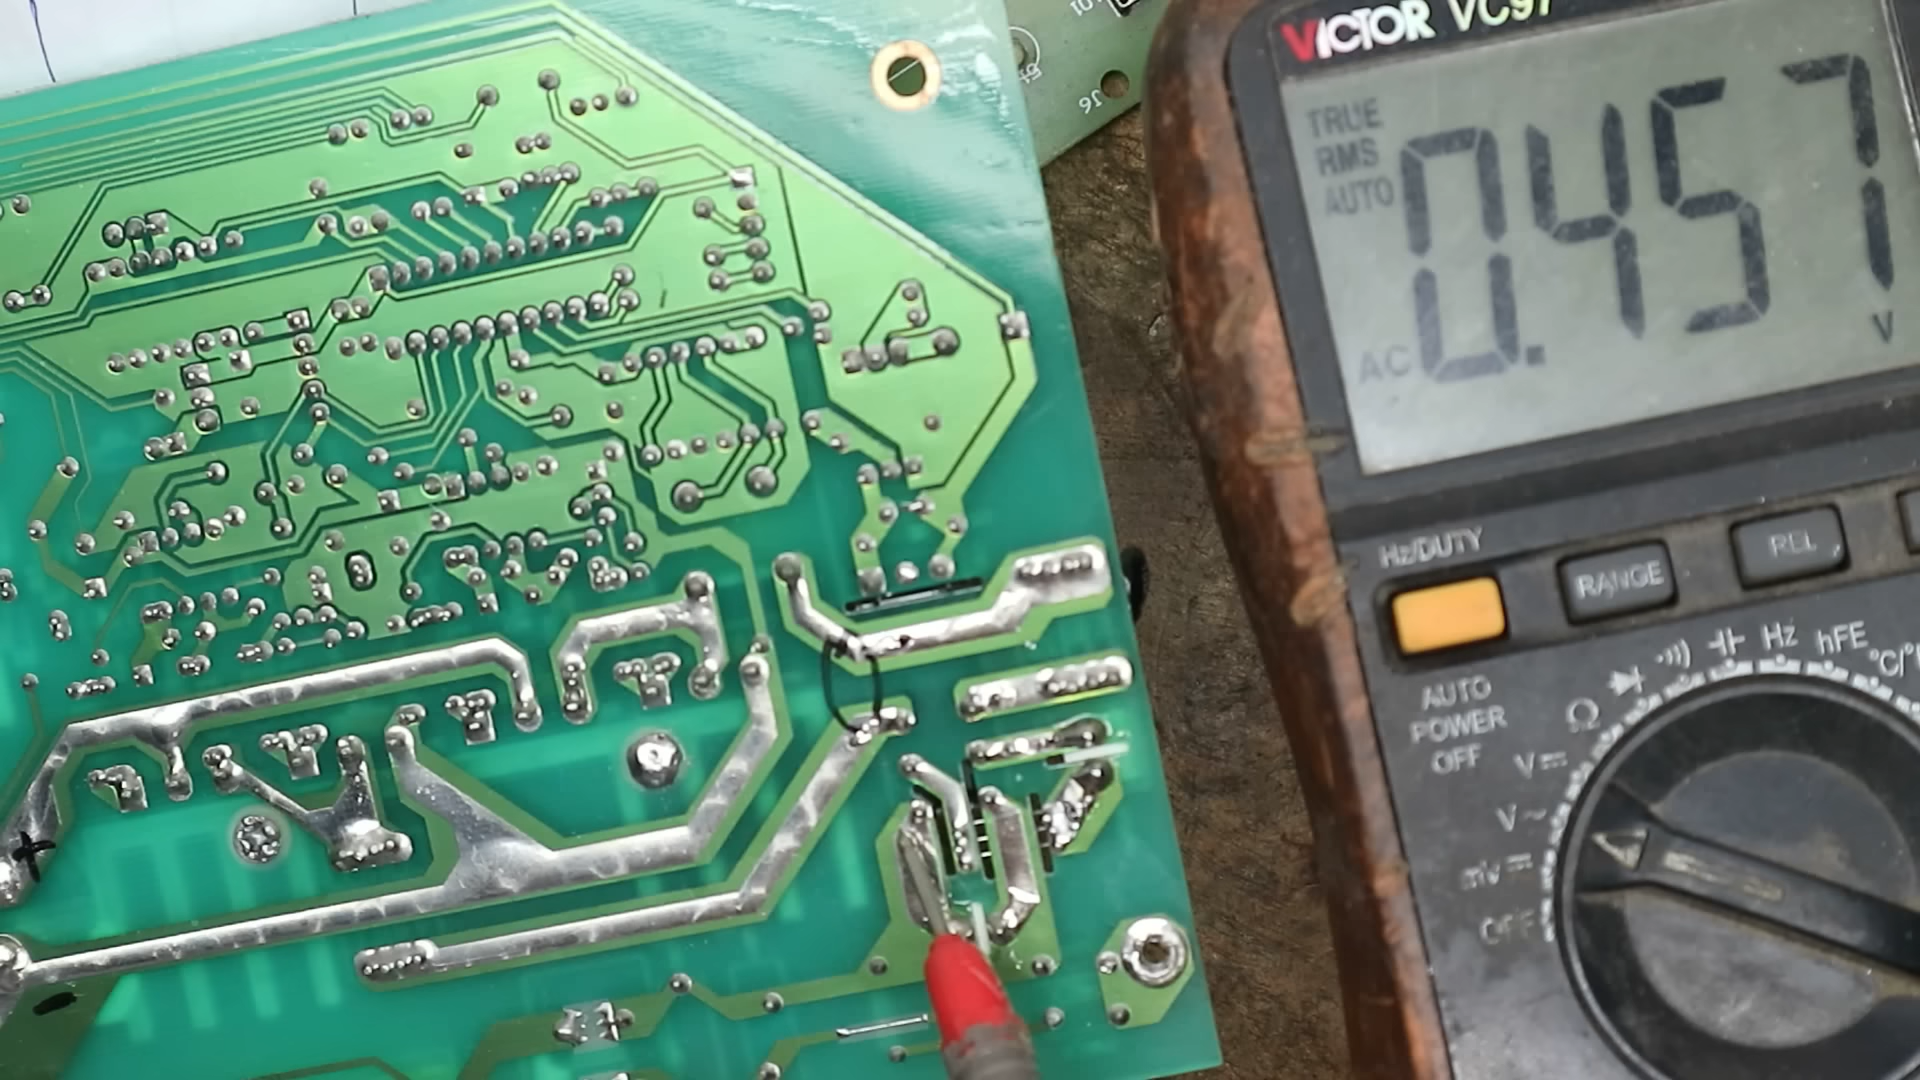 VICTOR VC97
TRUE
RMS
AUTO
AC
0.457
V
Hz/DUTY
RANGE
REL
AUTO
POWER
OFF
Hz
hFE
Ω
V
V~
mV
OFF
J6
+